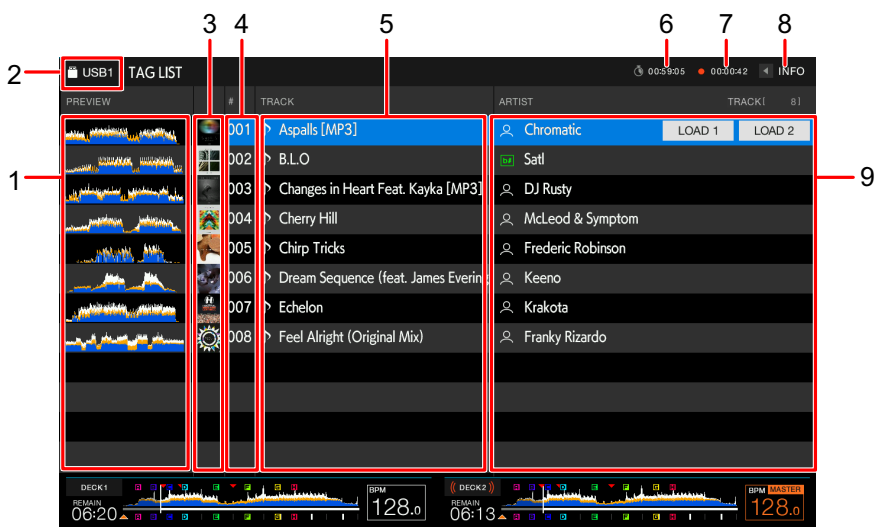 3 4 5 6 7 8
2 USB1 TAG LIST 00:59:05 00:00:42 INFO
PREVIEW # TRACK ARTIST TRACK[ 8]
1
9
001 Aspalls [MP3] Chromatic LOAD 1 LOAD 2
002 B.L.O Satl
003 Changes in Heart Feat. Kayka [MP3] DJ Rusty
004 Cherry Hill McLeod & Symptom
005 Chirp Tricks Frederic Robinson
006 Dream Sequence (feat. James Evering Keeno
007 Echelon Krakota
008 Feel Alright (Original Mix) Franky Rizardo
DECK1 BPM DECK2 BPM MASTER
REMAIN REMAIN
06:20 128.0 06:13 128.0